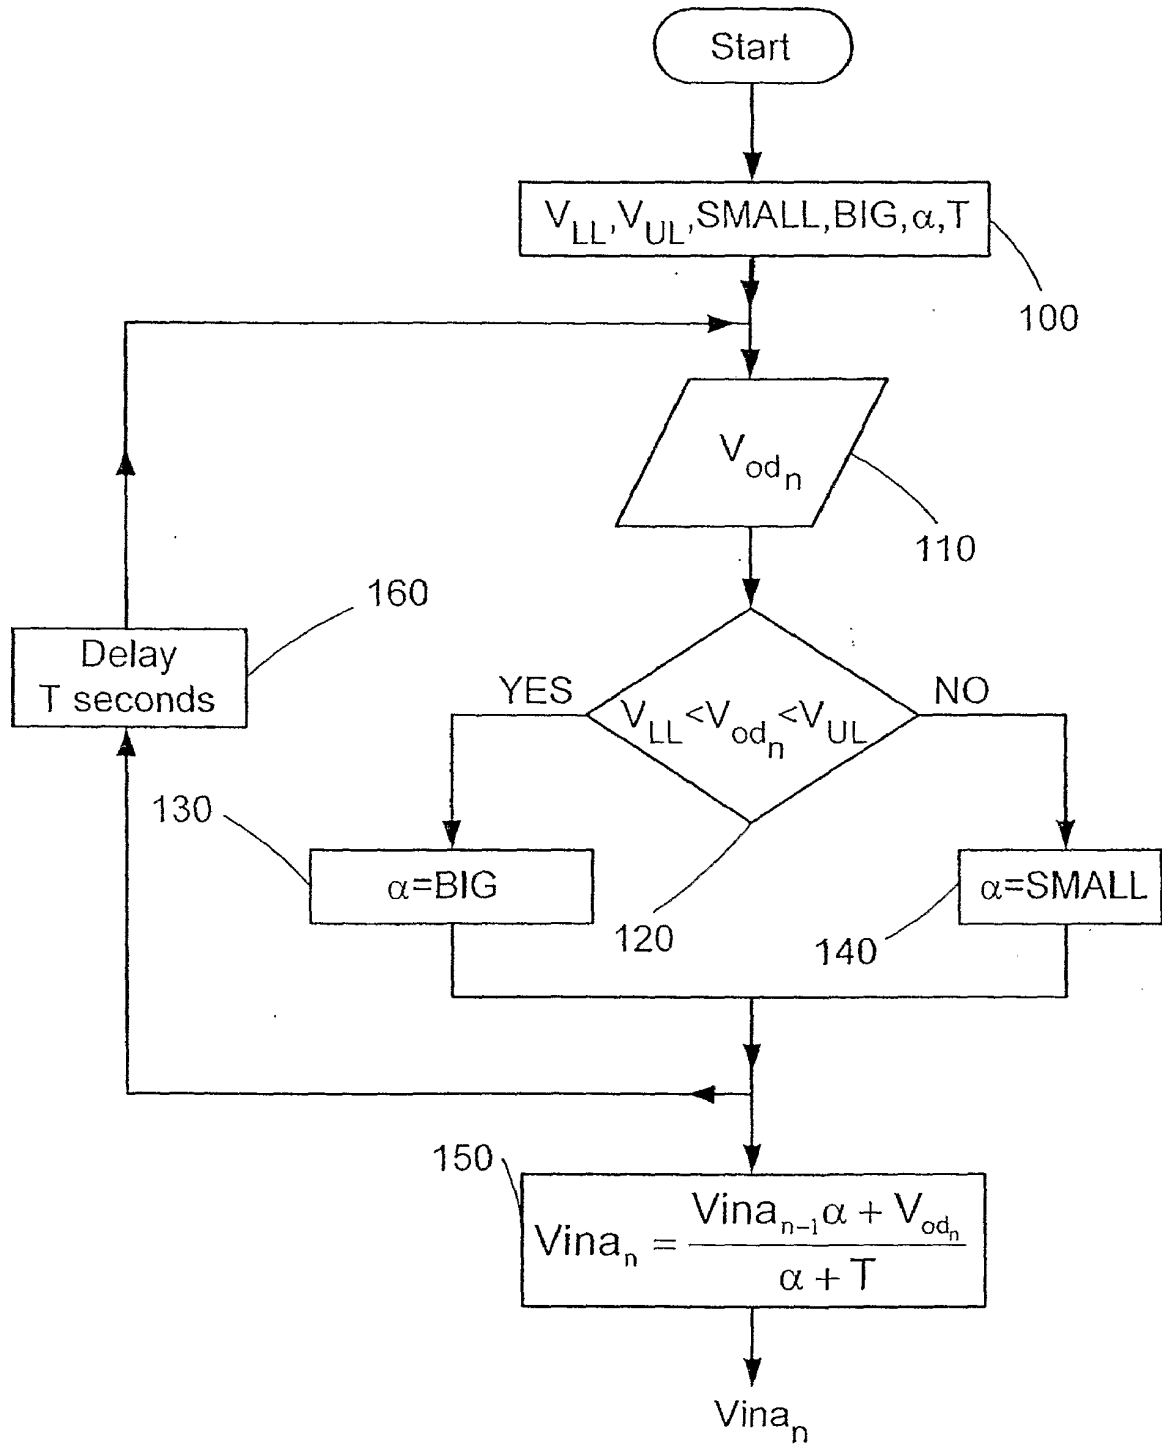 Start
V_LL,V_UL,SMALL,BIG,α,T
100
V_od_n
110
160
Delay
T seconds
YES
NO
V_LL<V_od_n<V_UL
130
α=BIG
α=SMALL
120
140
150
Vina_n = (Vina_n-1 α + V_od_n) / (α + T)
Vina_n